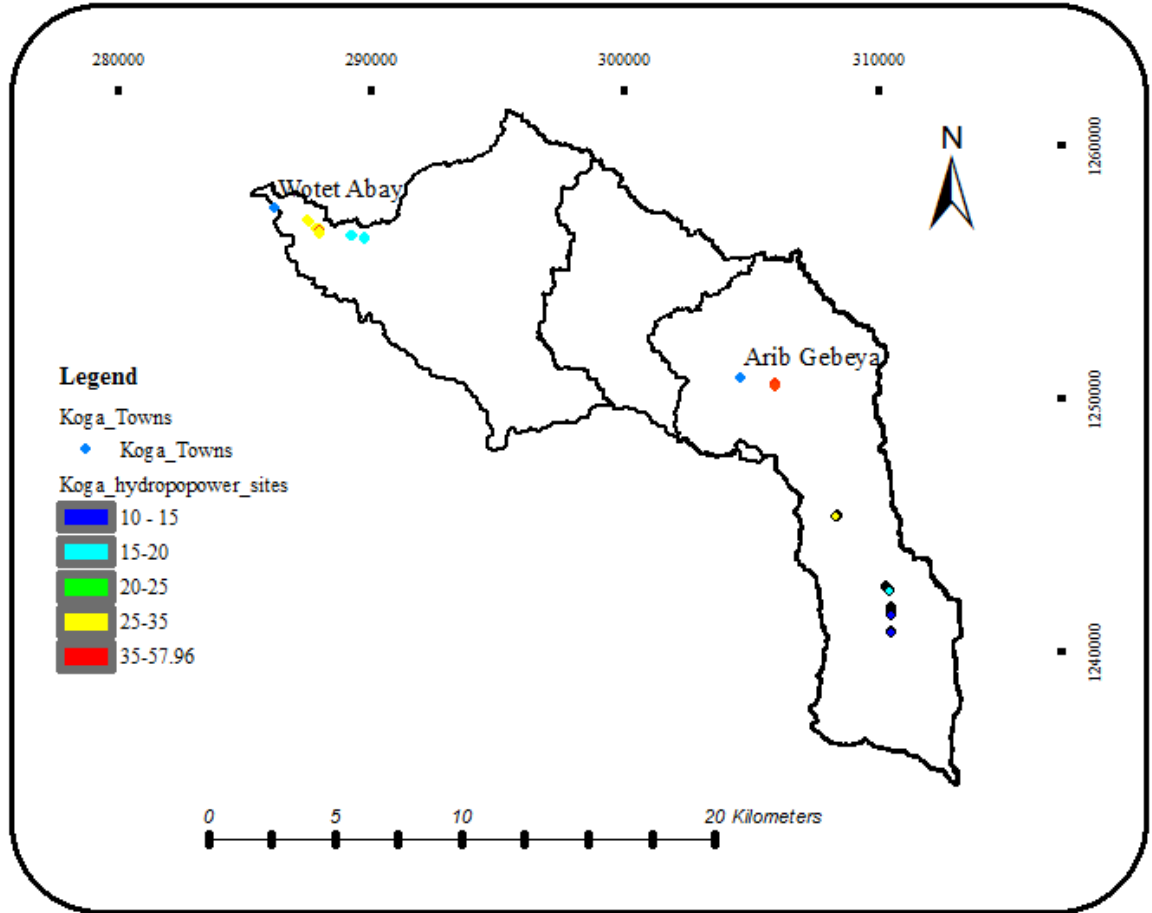 280000 290000 300000 310000
N
1260000
Wotet Abay
Arib Gebeya
1250000
Legend
Koga_Towns
Koga_Towns
Koga_hydropopower_sites
10 - 15
15-20
20-25
25-35
35-57.96
1240000
0 5 10 20 Kilometers